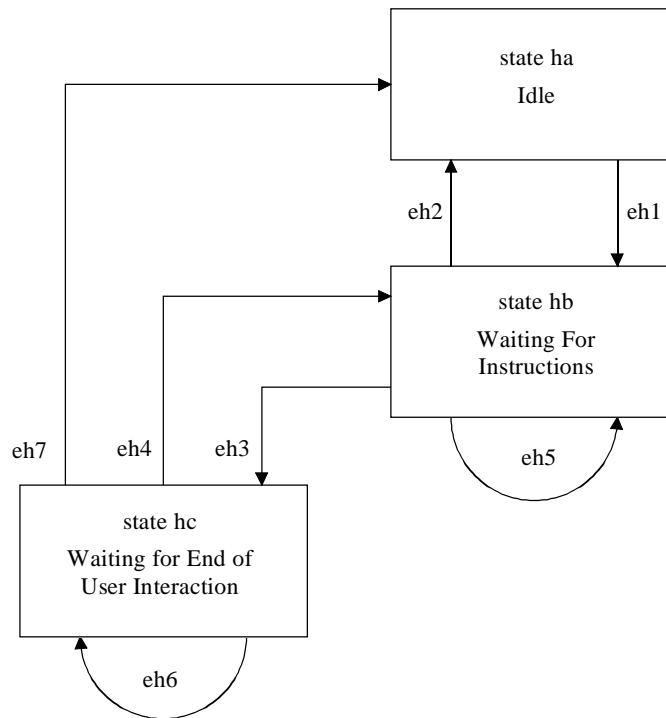 state ha
Idle
eh2
eh1
state hb
Waiting For
Instructions
eh7
eh4
eh3
eh5
state hc
Waiting for End of
User Interaction
eh6